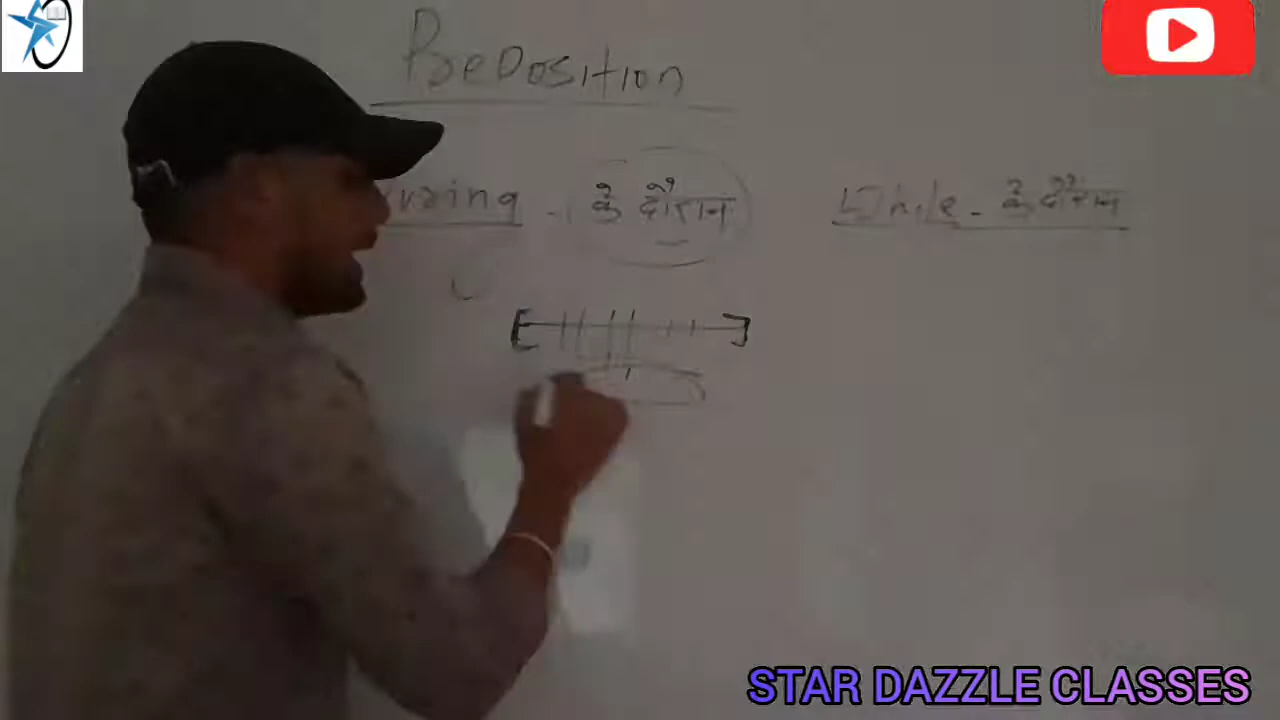 Preposition
During - के दौरान
While - के दौरान
STAR DAZZLE CLASSES